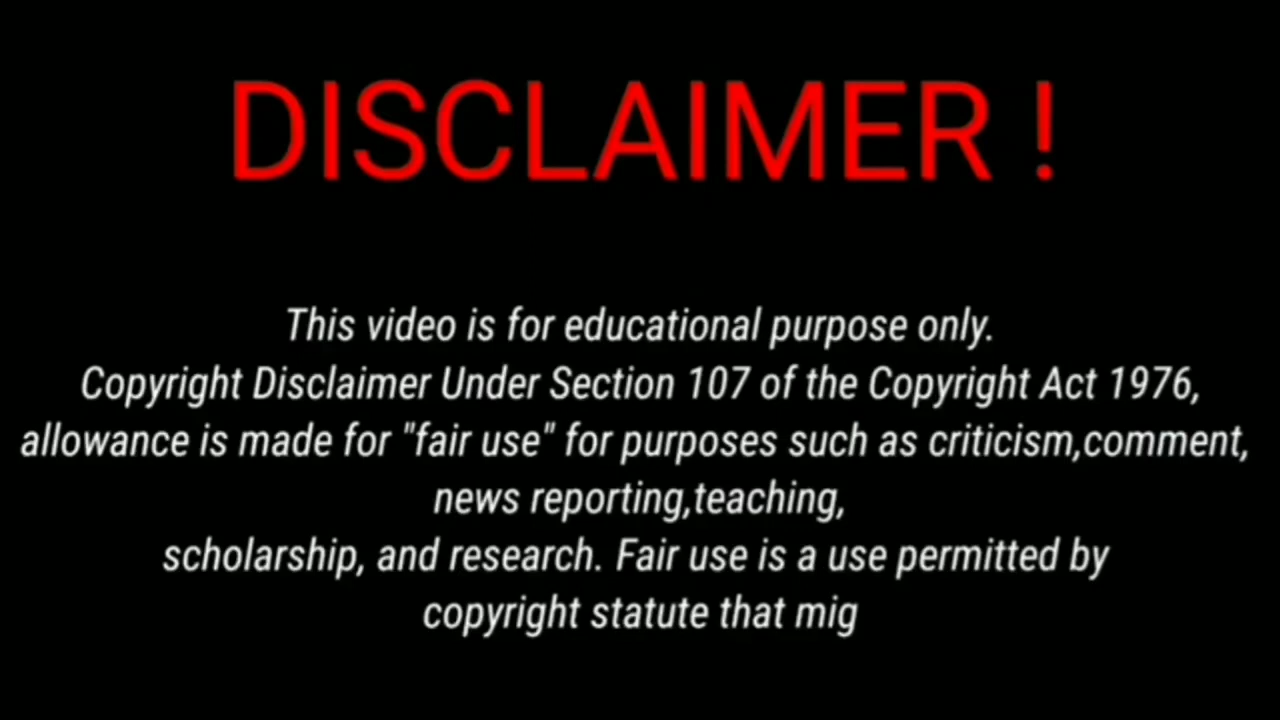 DISCLAIMER !
This video is for educational purpose only.
Copyright Disclaimer Under Section 107 of the Copyright Act 1976,
allowance is made for "fair use" for purposes such as criticism,comment,
news reporting,teaching,
scholarship, and research. Fair use is a use permitted by
copyright statute that mig